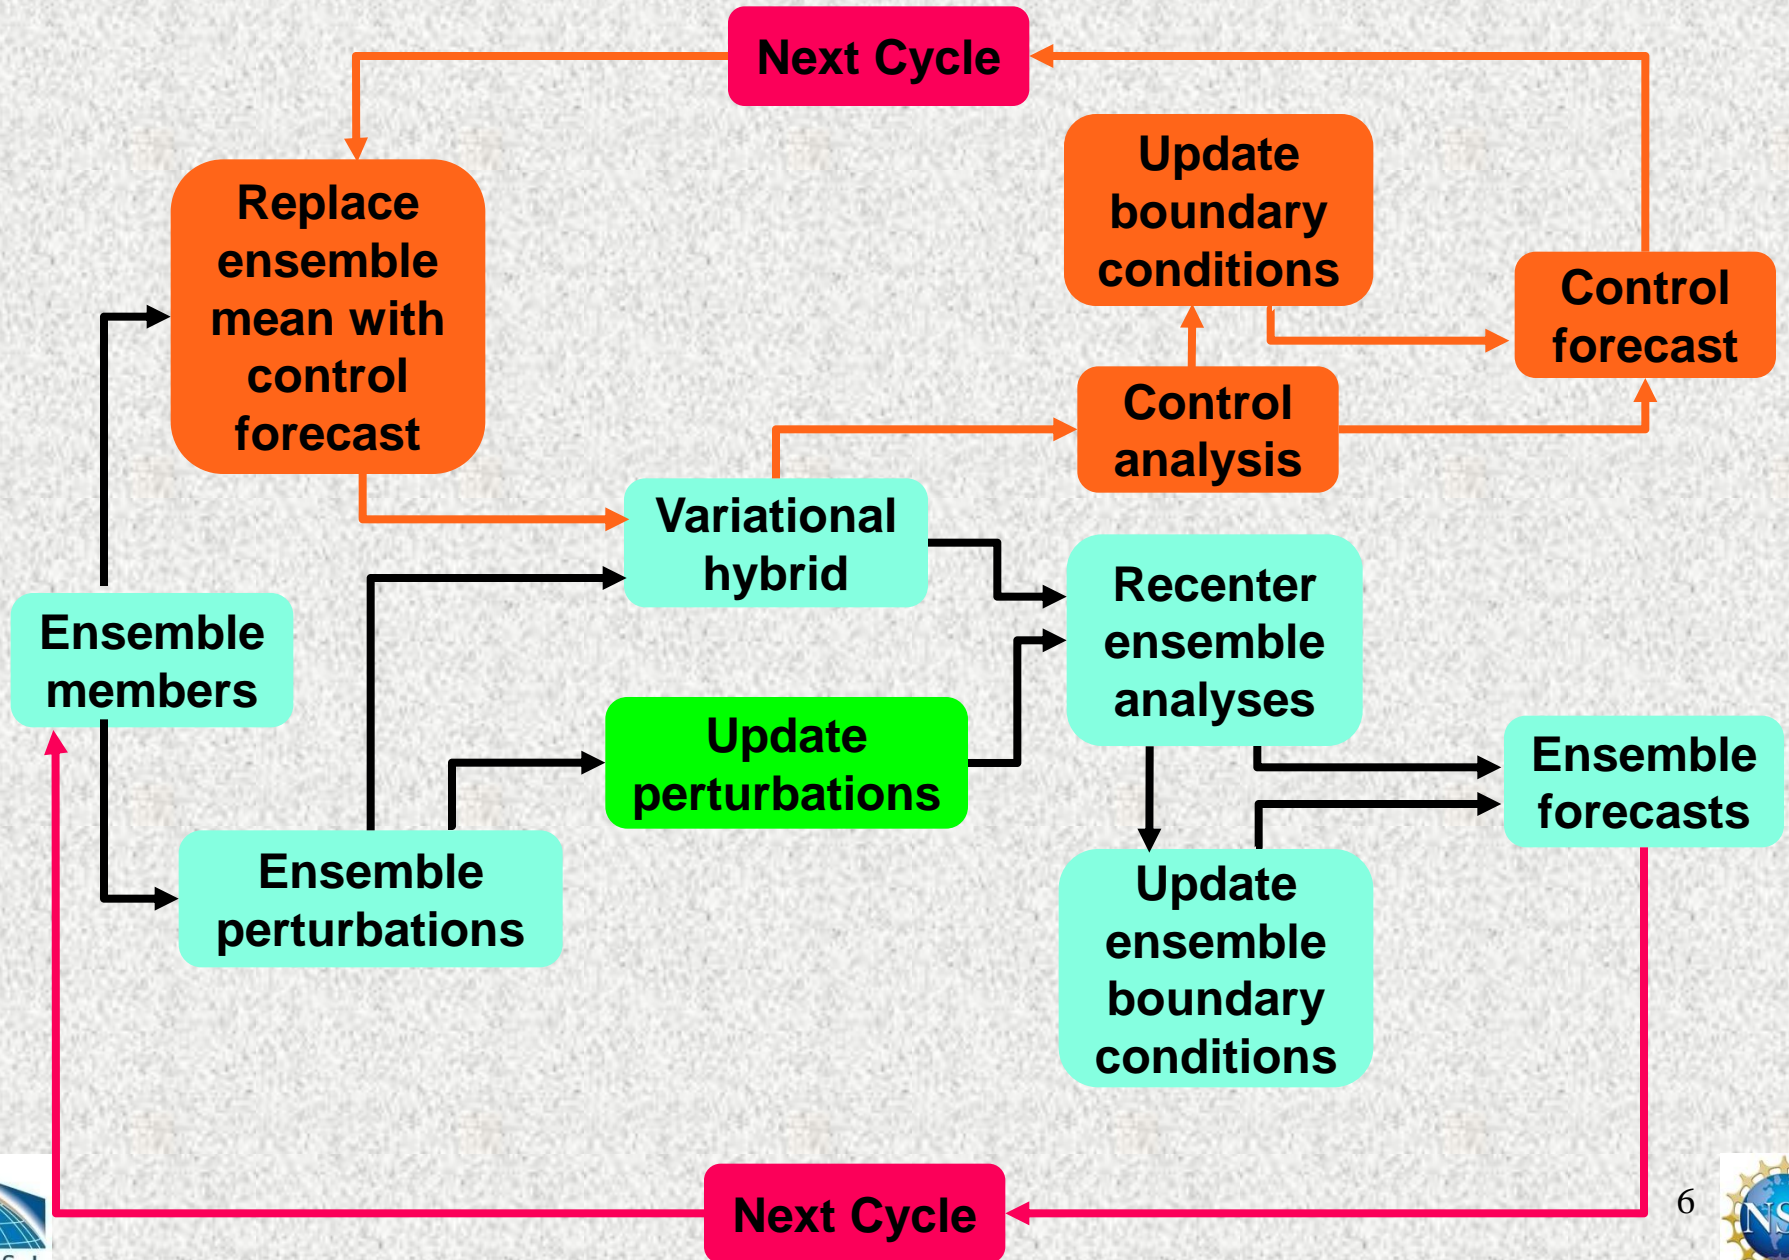 Next Cycle
Update
boundary
conditions
Replace
ensemble
mean with
control
forecast
Control
forecast
Control
analysis
Variational
hybrid
Recenter
ensemble
analyses
Ensemble
members
Update
perturbations
Ensemble
forecasts
Ensemble
perturbations
Update
ensemble
boundary
conditions
Next Cycle
6